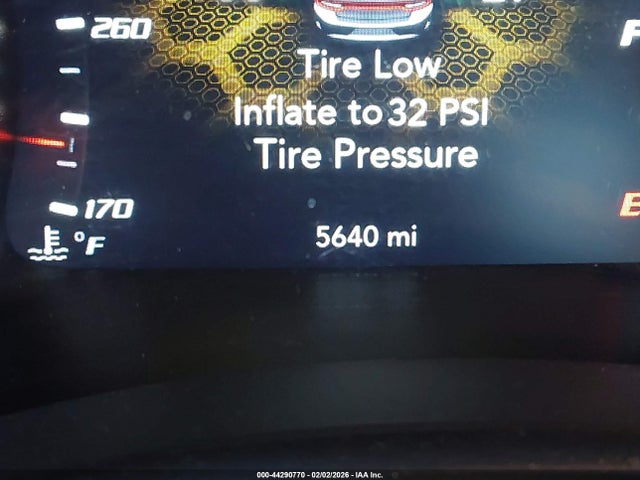 260
F
Tire Low
Inflate to 32 PSI
Tire Pressure
170
E
°F
5640 mi
000-44290770 - 02/02/2026 - IAA Inc.